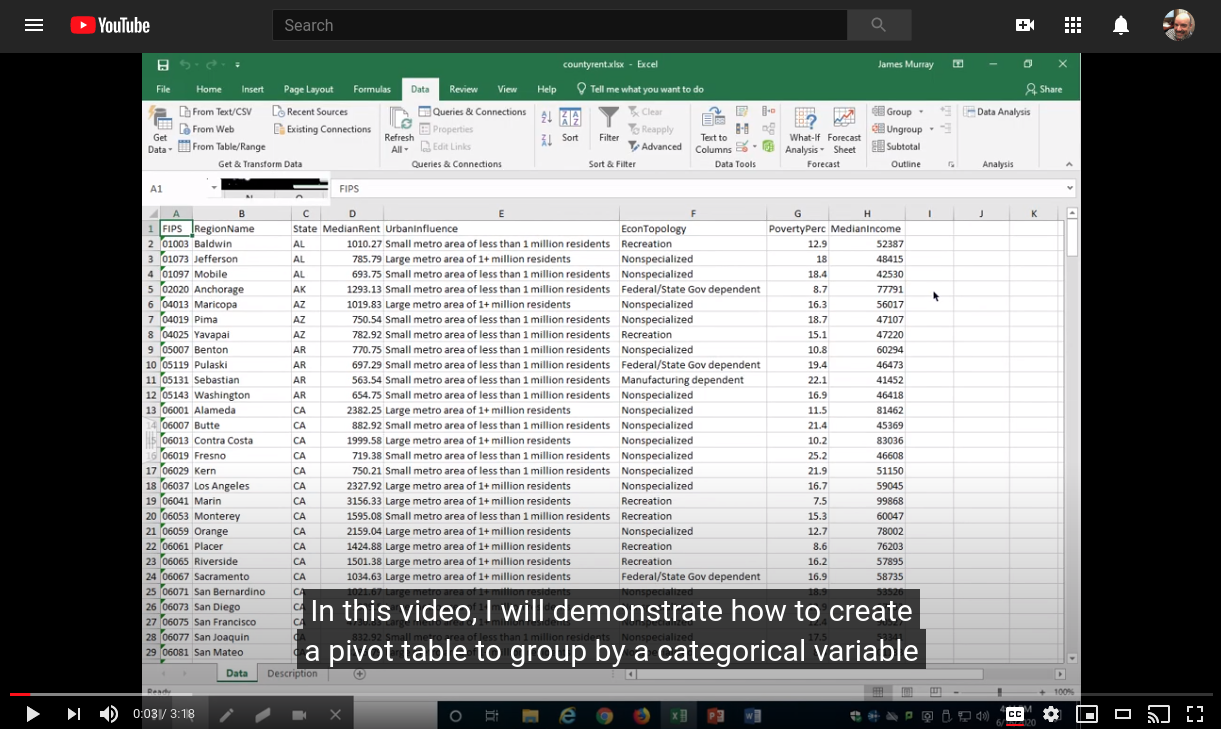 YouTube
Search
countyrent.xlsx - Excel
James Murray
File Home Insert Page Layout Formulas Data Review View Help Tell me what you want to do Share
Get Data
From Text/CSV
From Web
From Table/Range
Recent Sources
Existing Connections
Get & Transform Data
Refresh All
Queries & Connections
Properties
Edit Links
Queries & Connections
Sort
Filter
Clear
Reapply
Advanced
Sort & Filter
Text to Columns
Data Tools
What-If Analysis
Forecast Sheet
Forecast
Group
Ungroup
Subtotal
Outline
Data Analysis
Analysis
A1 FIPS
A B C D E F G H I J K
1 FIPS RegionName State MedianRent UrbanInfluence EconTopology PovertyPerc MedianIncome
2 01003 Baldwin AL 1010.27 Small metro area of less than 1 million residents Recreation 12.9 52387
3 01073 Jefferson AL 785.79 Large metro area of 1+ million residents Nonspecialized 18 48415
4 01097 Mobile AL 693.75 Small metro area of less than 1 million residents Nonspecialized 18.4 42530
5 02020 Anchorage AK 1293.13 Small metro area of less than 1 million residents Federal/State Gov dependent 8.7 77791
6 04013 Maricopa AZ 1019.83 Large metro area of 1+ million residents Nonspecialized 16.3 56017
7 04019 Pima AZ 750.54 Small metro area of less than 1 million residents Nonspecialized 18.7 47107
8 04025 Yavapai AZ 782.92 Small metro area of less than 1 million residents Recreation 15.1 47220
9 05007 Benton AR 770.75 Small metro area of less than 1 million residents Nonspecialized 10.8 60294
10 05119 Pulaski AR 697.29 Small metro area of less than 1 million residents Federal/State Gov dependent 19.4 46473
11 05131 Sebastian AR 563.54 Small metro area of less than 1 million residents Manufacturing dependent 22.1 41452
12 05143 Washington AR 654.75 Small metro area of less than 1 million residents Nonspecialized 16.9 46418
13 06001 Alameda CA 2382.25 Large metro area of 1+ million residents Nonspecialized 11.5 81462
14 06007 Butte CA 882.92 Small metro area of less than 1 million residents Nonspecialized 21.4 45369
15 06013 Contra Costa CA 1999.58 Large metro area of 1+ million residents Nonspecialized 10.2 83036
16 06019 Fresno CA 719.38 Small metro area of less than 1 million residents Nonspecialized 25.2 46608
17 06029 Kern CA 750.21 Small metro area of less than 1 million residents Nonspecialized 21.9 51150
18 06037 Los Angeles CA 2327.92 Large metro area of 1+ million residents Nonspecialized 16.7 59045
19 06041 Marin CA 3156.33 Large metro area of 1+ million residents Recreation 7.5 99868
20 06053 Monterey CA 1595.08 Small metro area of less than 1 million residents Recreation 15.3 60047
21 06059 Orange CA 2159.04 Large metro area of 1+ million residents Nonspecialized 12.7 78002
22 06061 Placer CA 1424.88 Large metro area of 1+ million residents Recreation 8.6 76203
23 06065 Riverside CA 1501.38 Large metro area of 1+ million residents Recreation 16.2 57895
24 06067 Sacramento CA 1034.63 Large metro area of 1+ million residents Federal/State Gov dependent 16.9 58735
25 06071 San Bernardino CA 1021.67 Large metro area of 1+ million residents Nonspecialized 18.9 53526
26 06073 San Diego
27 06075 San Francisco
28 06077 San Joaquin CA 832.92 17.5
29 06081 San Mateo
In this video, I will demonstrate how to create
a pivot table to group by a categorical variable
Data Description
Ready 100%
0:03 / 3:18
CC